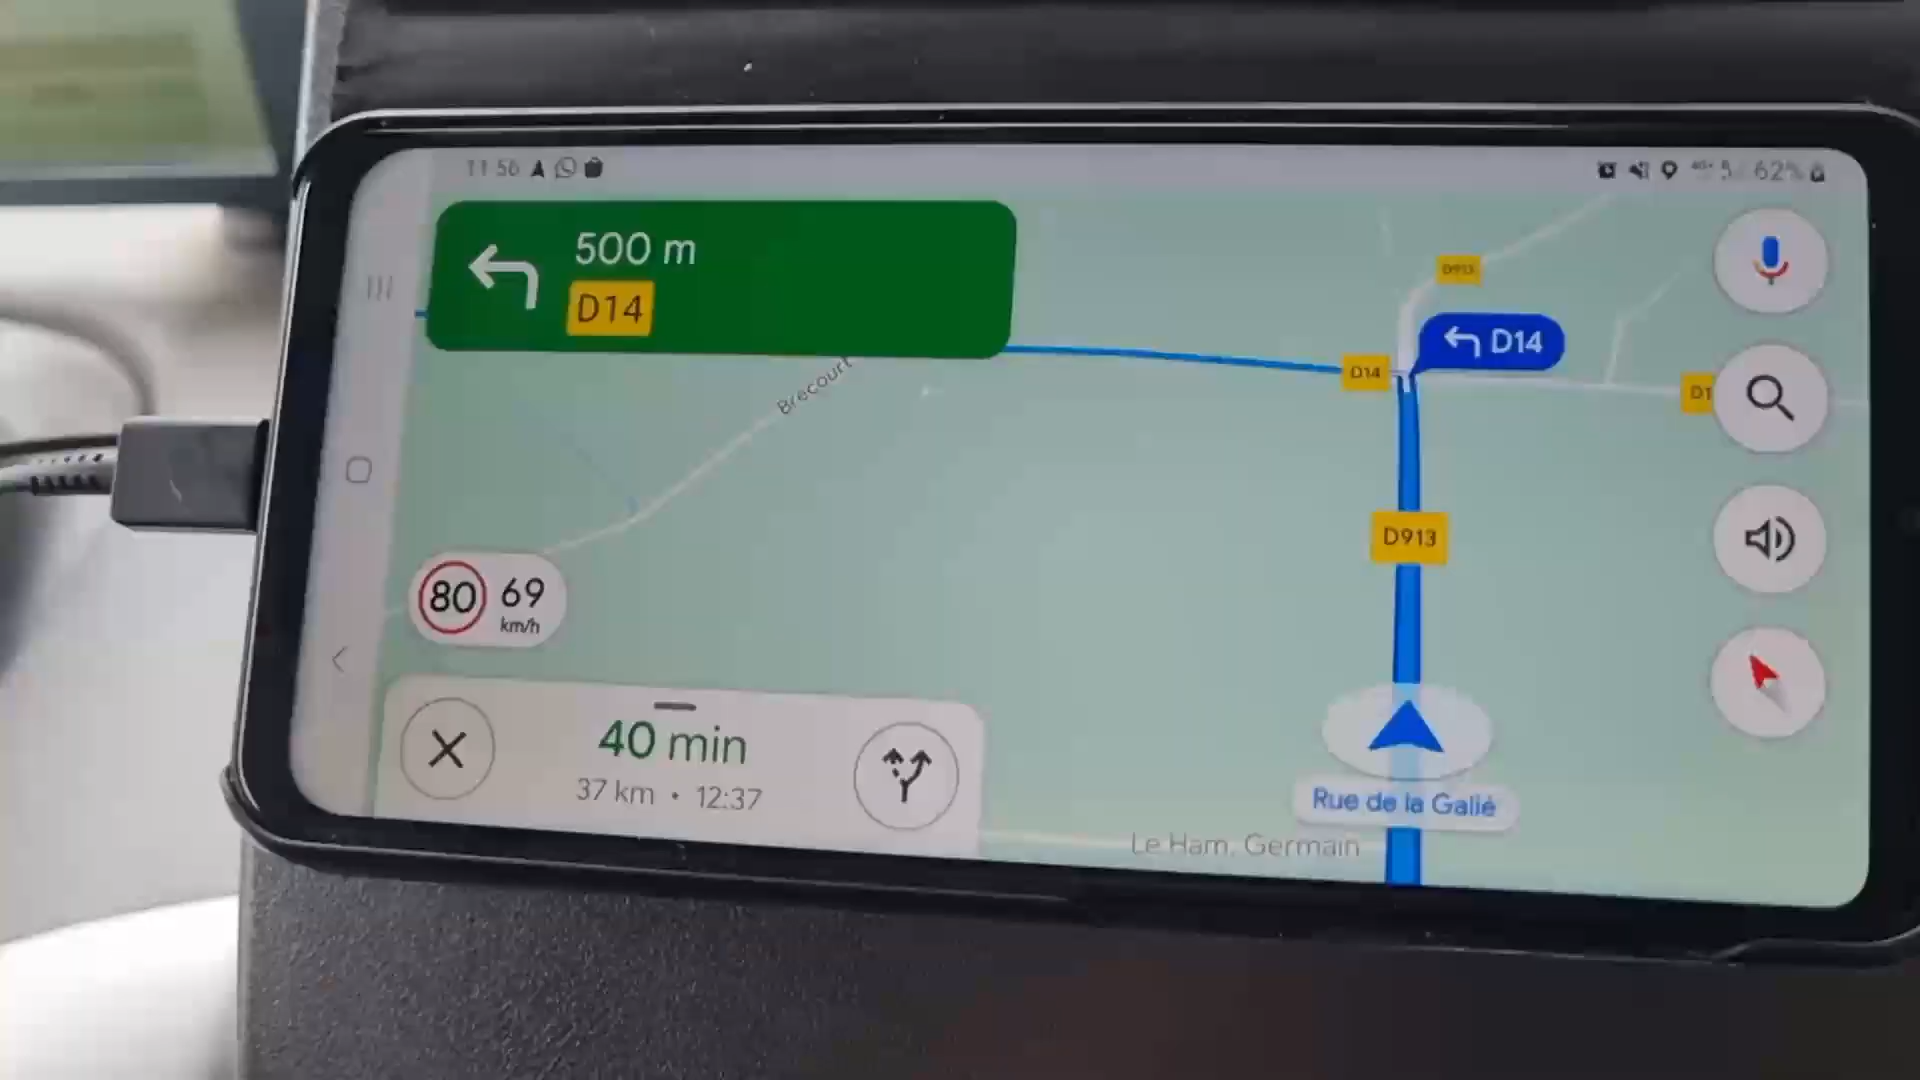 11:56
62%
500 m
D14
D913
D14
D14
Brecourt
D913
80
69
km/h
40 min
37 km • 12:37
Rue de la Galié
Le Ham, Germain